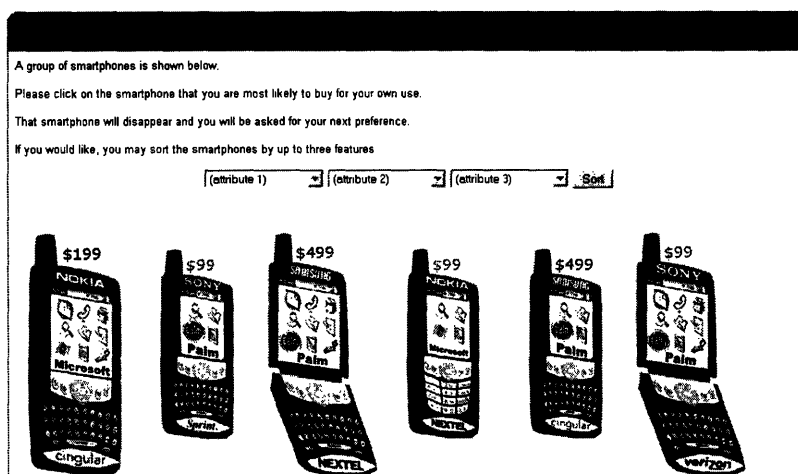 A group of smartphones is shown below.
Please click on the smartphone that you are most likely to buy for your own use.
That smartphone will disappear and you will be asked for your next preference.
If you would like, you may sort the smartphones by up to three features
(attribute 1) (attribute 2) (attribute 3) Sort
$199 $99 $499 $99 $499 $99
NOKIA SONY SAMSUNG NOKIA SAMSUNG SONY
Microsoft Palm Palm Microsoft Palm Palm
cingular Sprint. NEXTEL NEXTEL cingular verizon